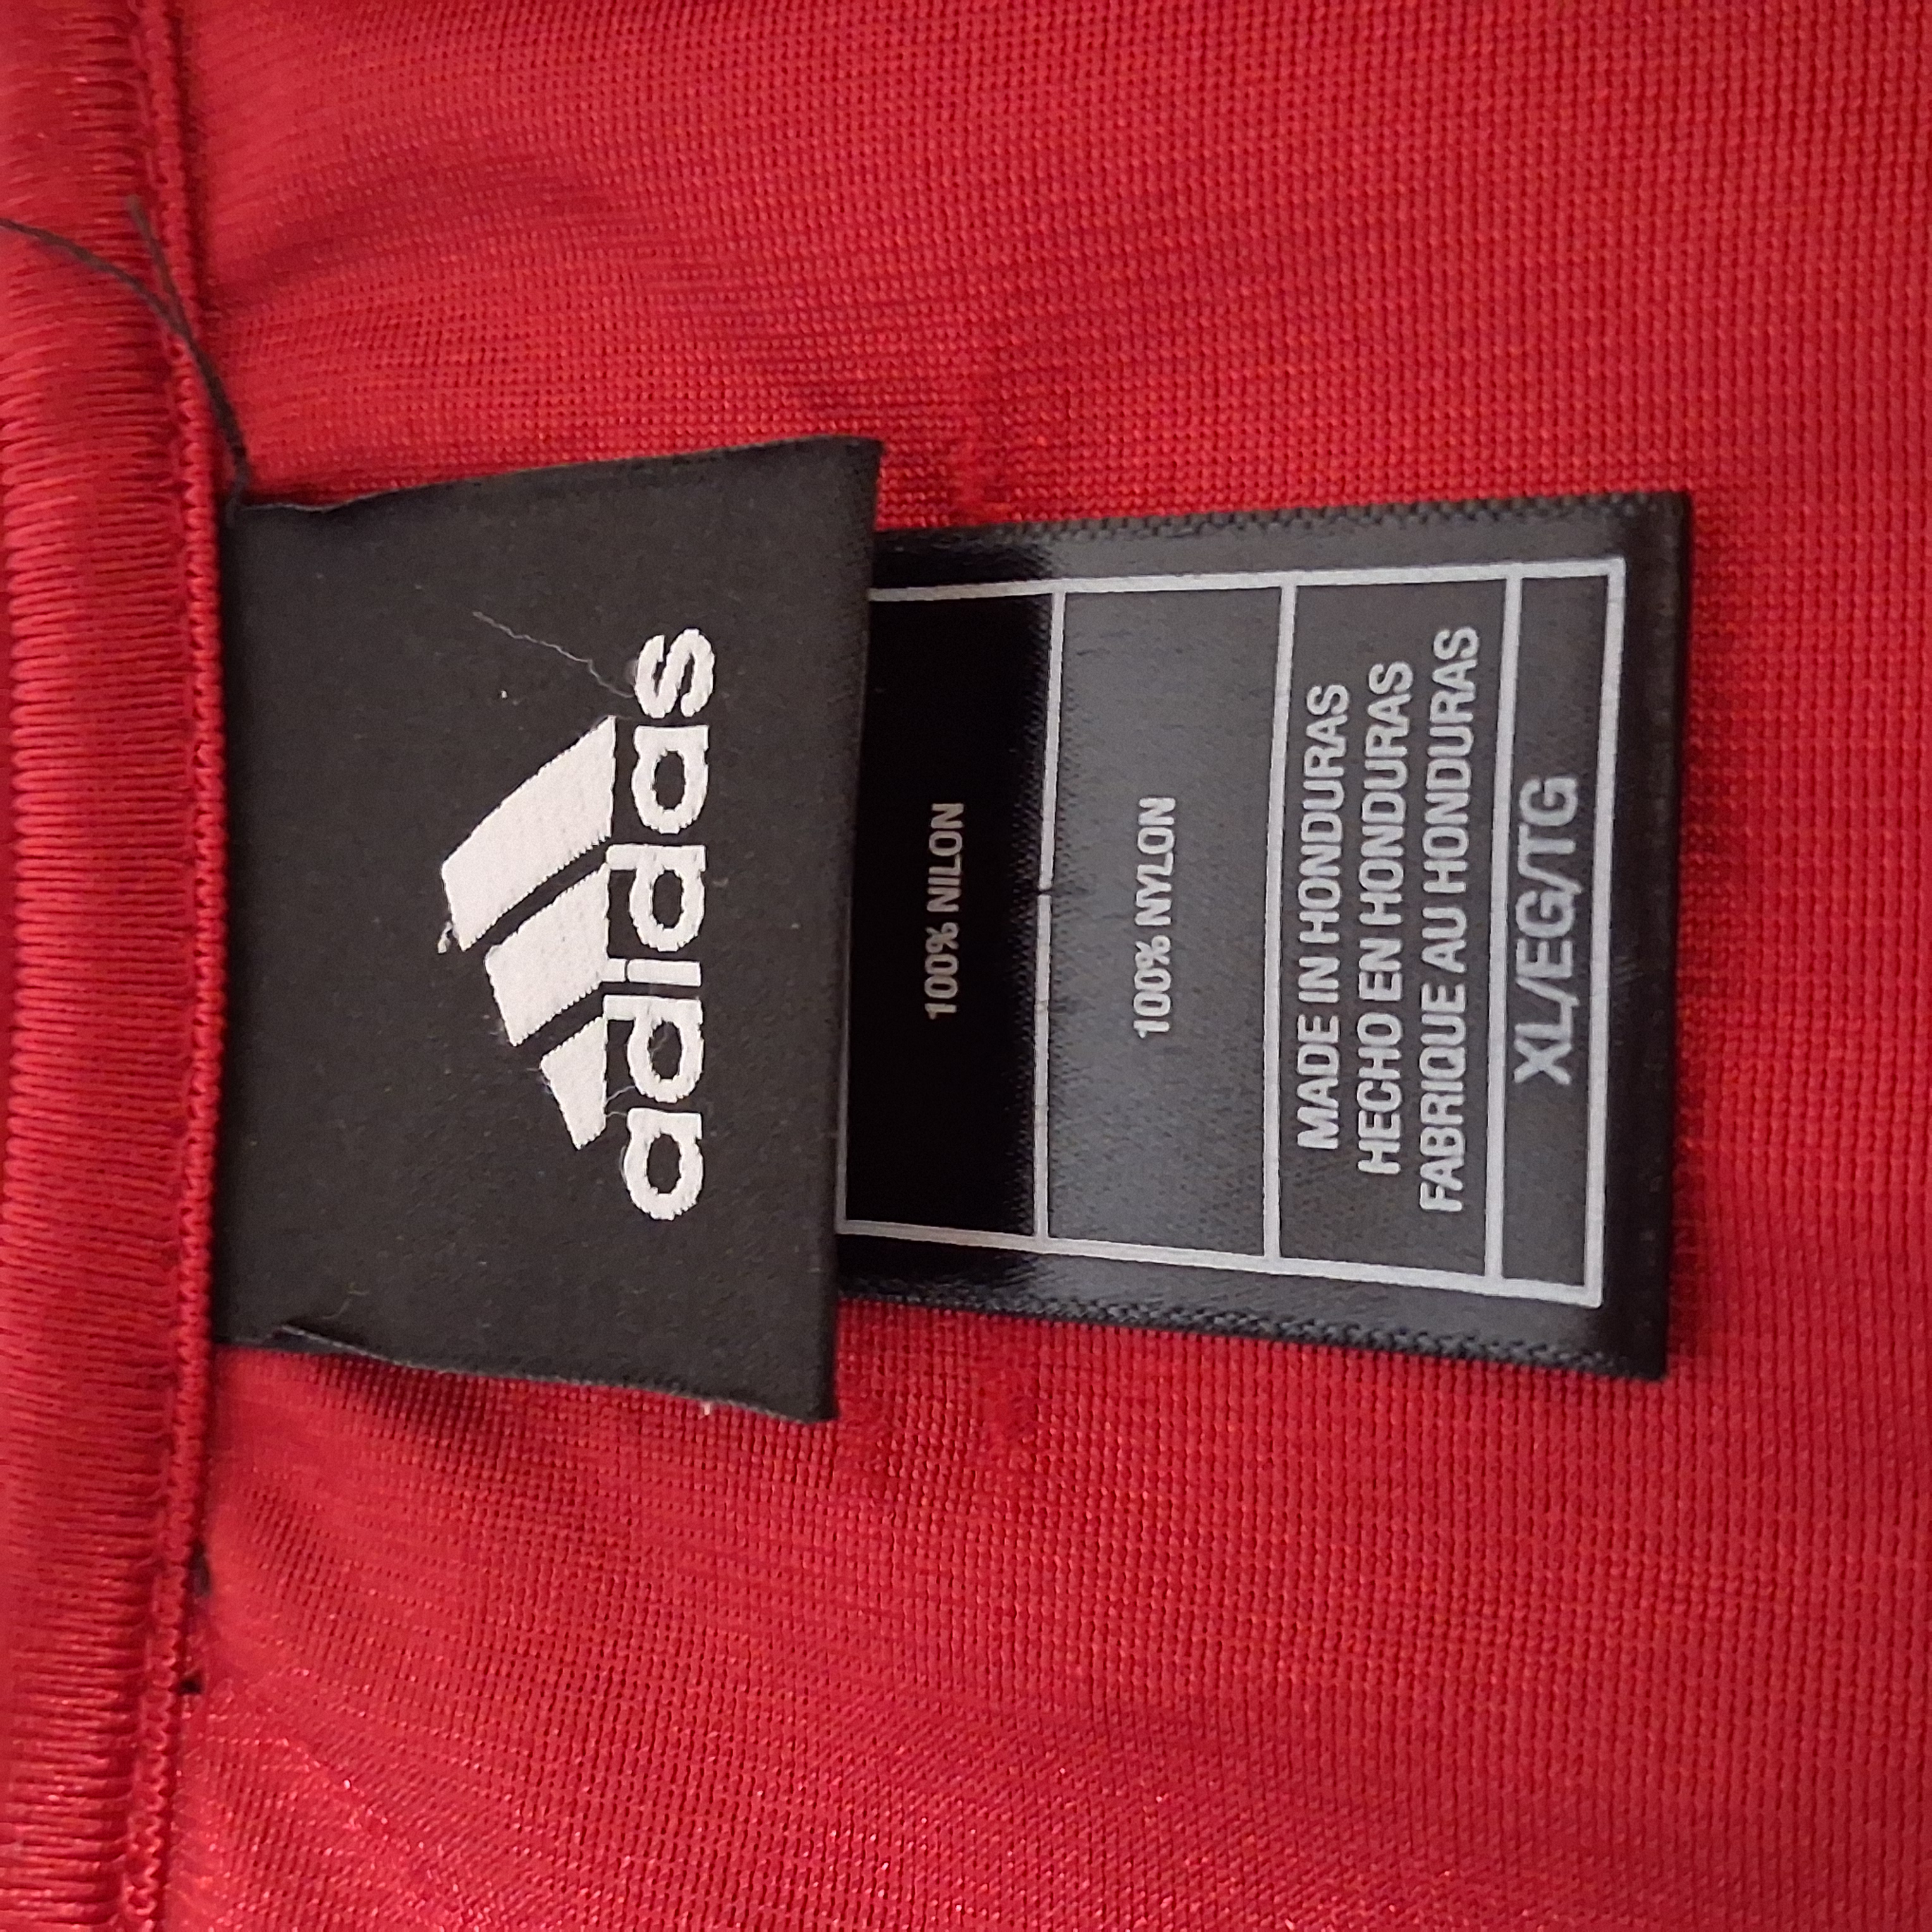 adidas
100% NILON
100% NYLON
MADE IN HONDURAS
HECHO EN HONDURAS
FABRIQUE AU HONDURAS
XL/EG/TG